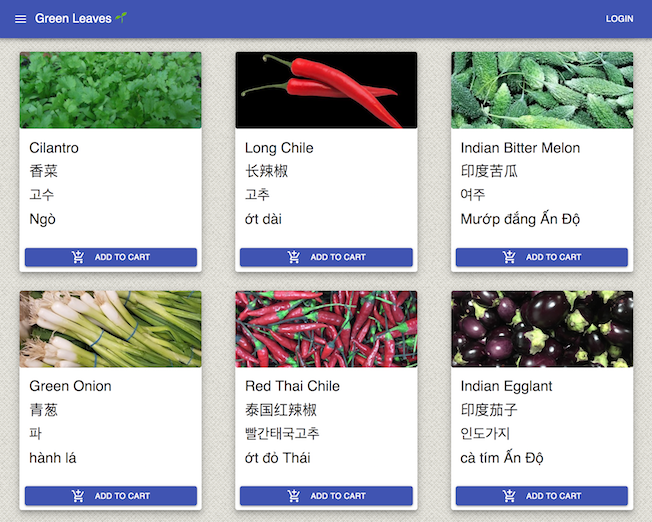 Green Leaves 🌱
LOGIN
Cilantro
香菜
고수
Ngò
ADD TO CART
Long Chile
长辣椒
고추
ớt dài
ADD TO CART
Indian Bitter Melon
印度苦瓜
여주
Mướp đắng Ấn Độ
ADD TO CART
Green Onion
青葱
파
hành lá
ADD TO CART
Red Thai Chile
泰国红辣椒
빨간태국고추
ớt đỏ Thái
ADD TO CART
Indian Egglant
印度茄子
인도가지
cà tím Ấn Độ
ADD TO CART